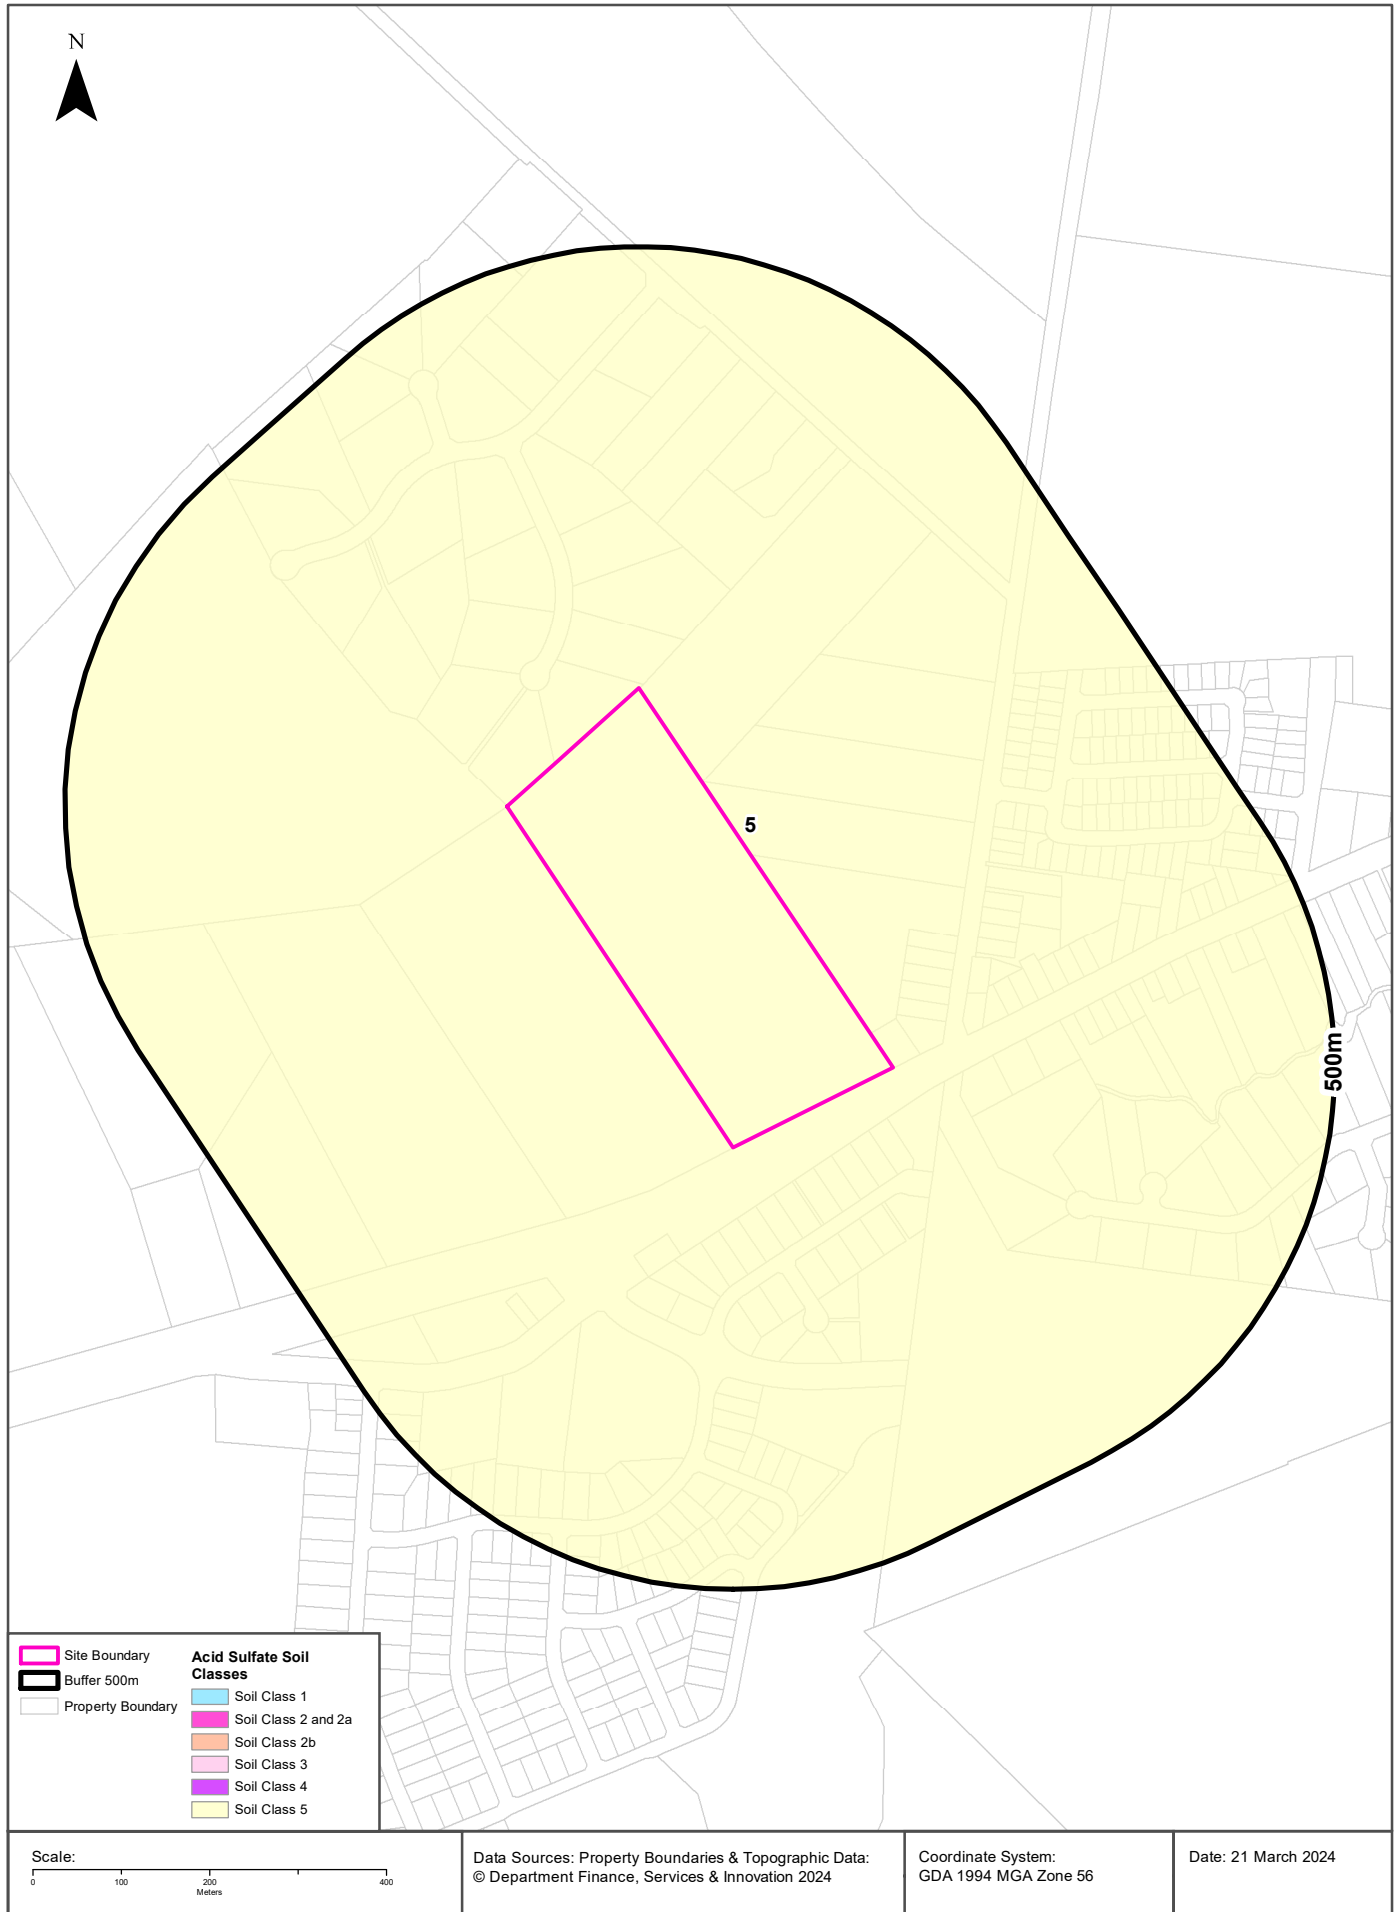 N
5
500m
Site Boundary
Buffer 500m
Property Boundary
Acid Sulfate Soil
Classes
Soil Class 1
Soil Class 2 and 2a
Soil Class 2b
Soil Class 3
Soil Class 4
Soil Class 5
Scale:
0 100 200 400
Meters
Data Sources: Property Boundaries & Topographic Data:
© Department Finance, Services & Innovation 2024
Coordinate System:
GDA 1994 MGA Zone 56
Date: 21 March 2024